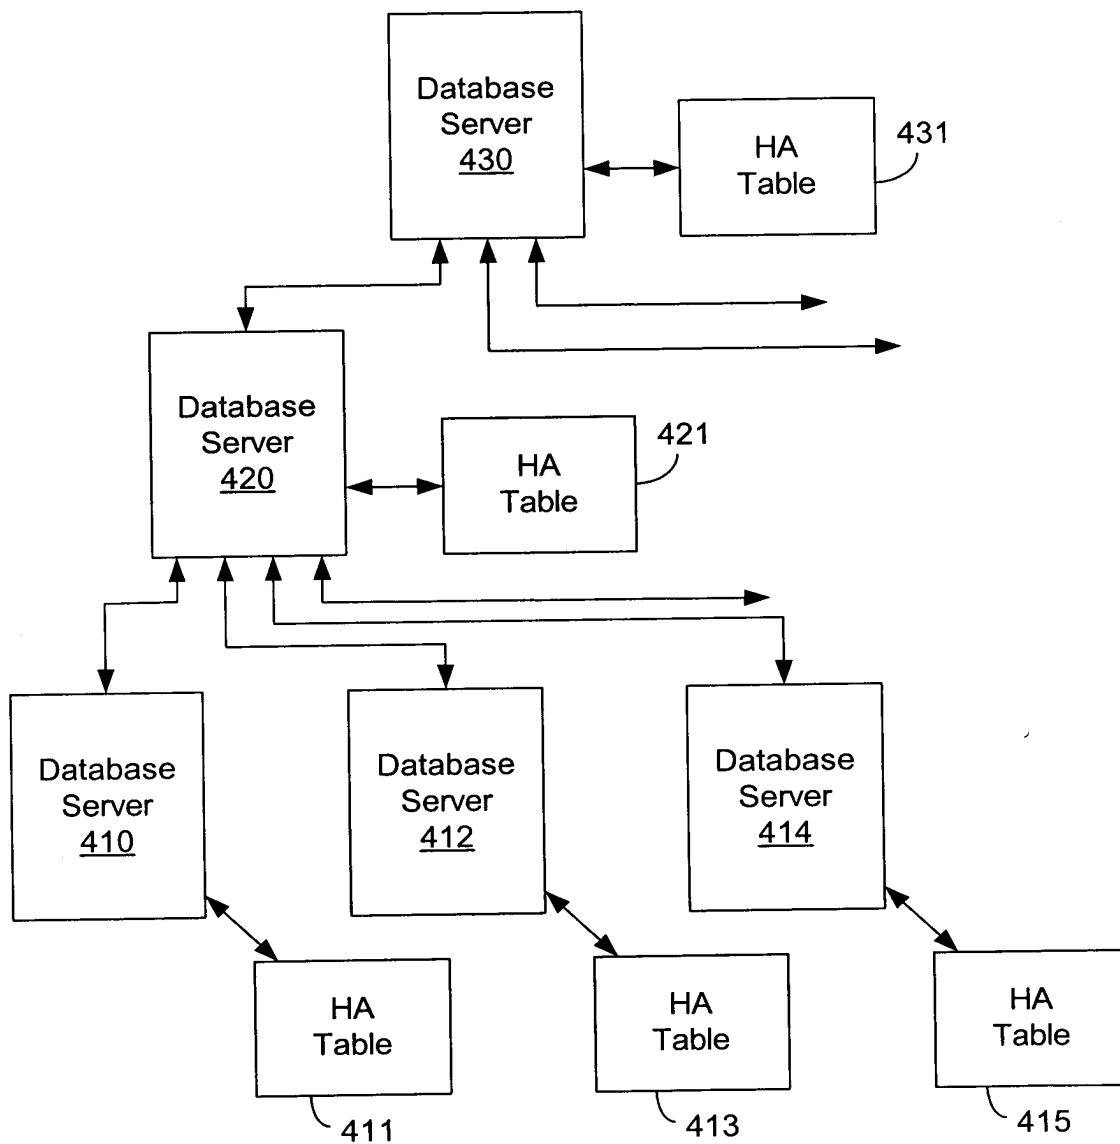 Database
Server
430
HA
Table
431
Database
Server
420
HA
Table
421
Database
Server
410
Database
Server
412
Database
Server
414
HA
Table
411
HA
Table
413
HA
Table
415